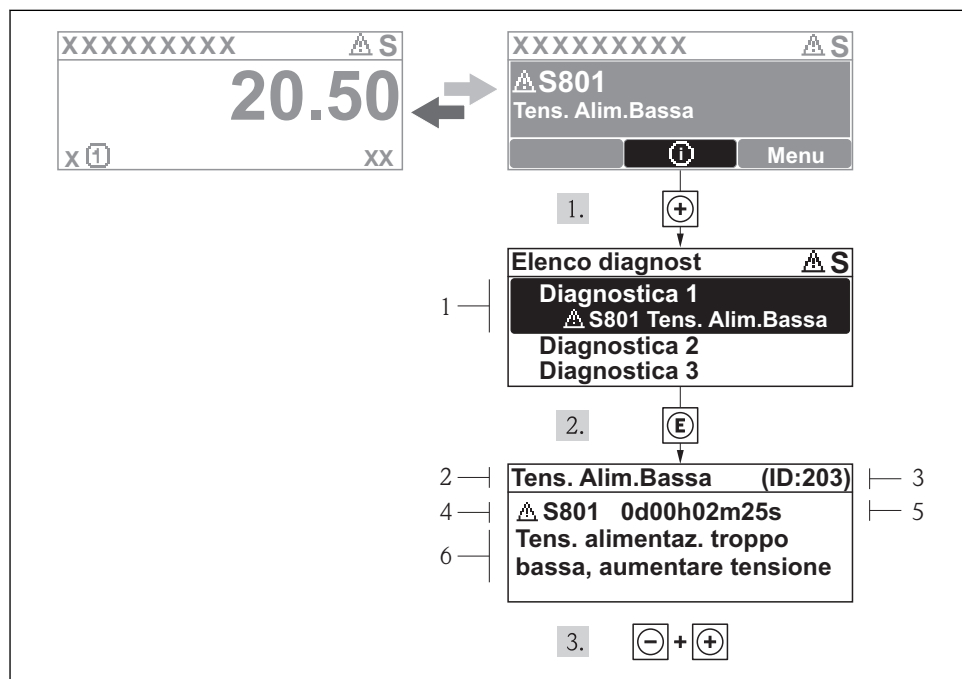 XXXXXXXXX ⚠ S
20.50
x ① xx
XXXXXXXXX ⚠ S
⚠ S801
Tens. Alim.Bassa
ⓘ Menu
1. +
Elenco diagnost ⚠ S
1
Diagnostica 1
⚠ S801 Tens. Alim.Bassa
Diagnostica 2
Diagnostica 3
2. E
2 Tens. Alim.Bassa (ID:203) 3
4 ⚠ S801 0d00h02m25s 5
6
Tens. alimentaz. troppo
bassa, aumentare tensione
3. − + +